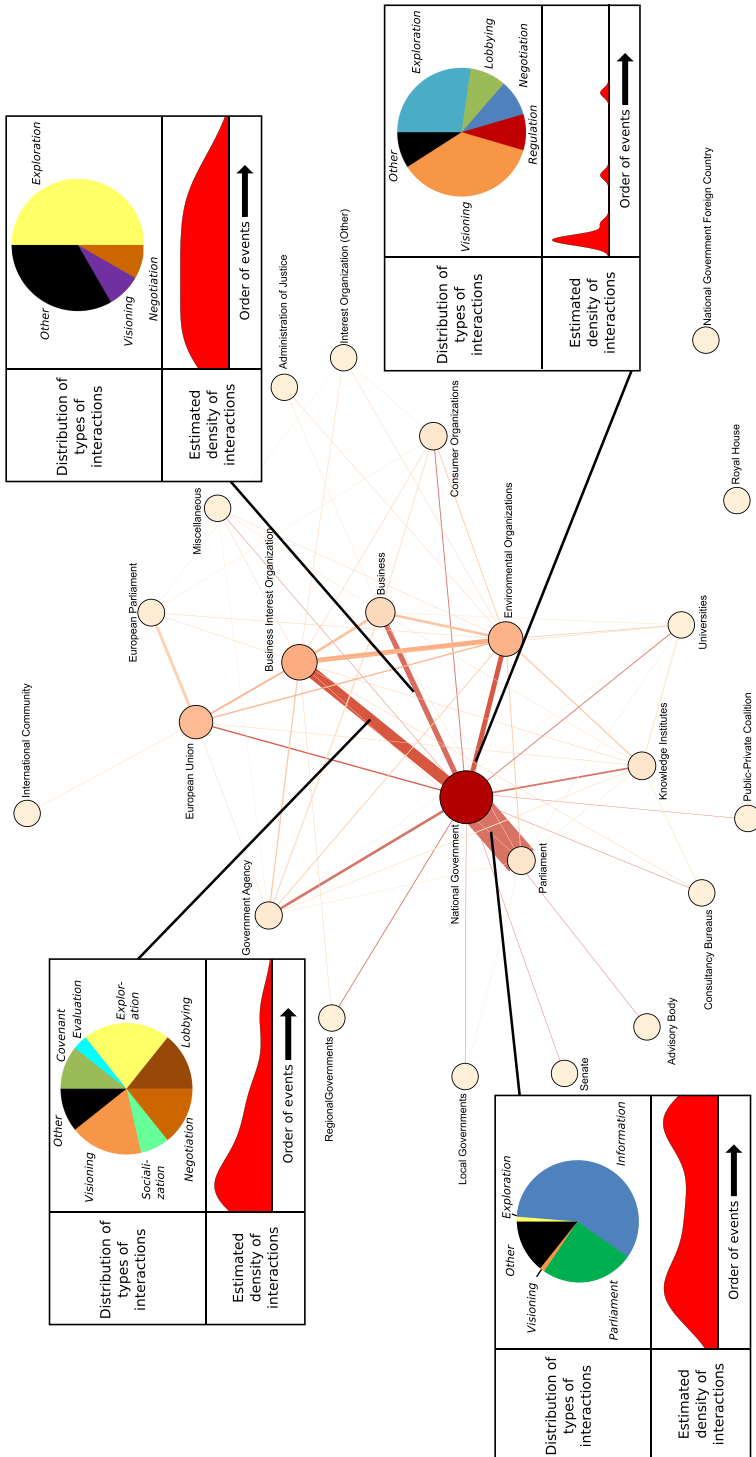 Distribution of
types of
interactions
Exploration
Other
Visioning
Negotiation
Estimated
density of
interactions
Order of events
Distribution of
types of
interactions
Exploration
Lobbying
Negotiation
Regulation
Visioning
Other
Estimated
density of
interactions
Order of events
Distribution of
types of
interactions
Covenant
Evaluation
Explor-
ation
Lobbying
Negotiation
Sociali-
zation
Visioning
Other
Estimated
density of
interactions
Order of events
Distribution of
types of
interactions
Exploration
Information
Parliament
Visioning
Other
Estimated
density of
interactions
Order of events
International Community
European Parliament
European Union
Miscellaneous
Administration of Justice
Interest Organization (Other)
Business Interest Organization
Business
Consumer Organizations
Environmental Organizations
National Government Foreign Country
Royal House
Universities
Public-Private Coalition
Knowledge Institutes
Consultancy Bureaus
Parliament
National Government
Government Agency
RegionalGovernments
Local Governments
Senate
Advisory Body